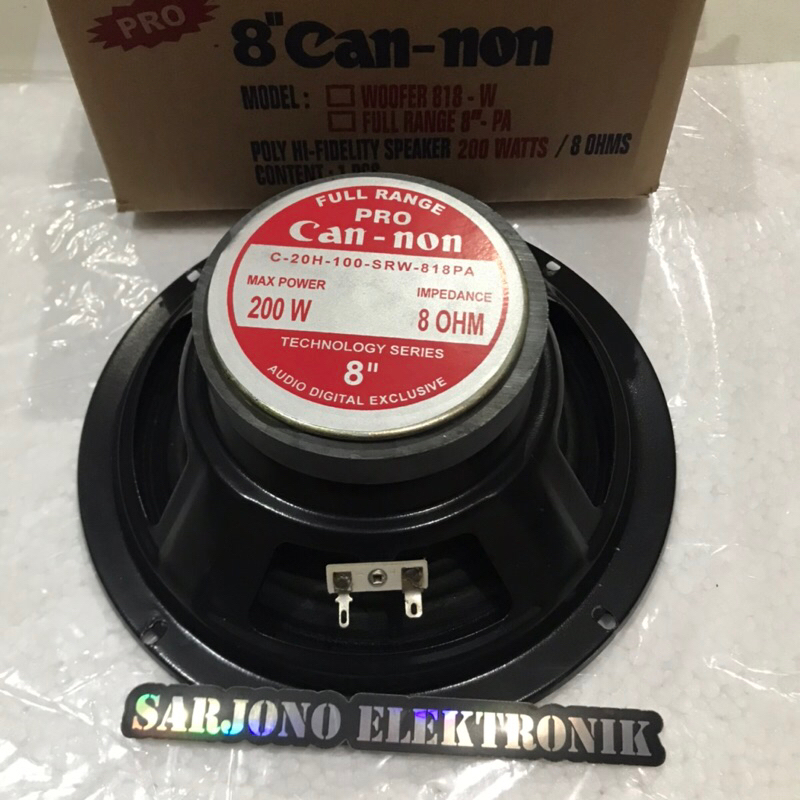 PRO
8" Can-non
MODEL : WOOFER 818 - W
FULL RANGE 8" - PA
POLY HI-FIDELITY SPEAKER 200 WATTS / 8 OHMS
CONTENT : 1 PCS
FULL RANGE
PRO
Can-non
C-20H-100-SRW-818PA
MAX POWER
200 W
IMPEDANCE
8 OHM
TECHNOLOGY SERIES
8"
AUDIO DIGITAL EXCLUSIVE
SARJONO ELEKTRONIK